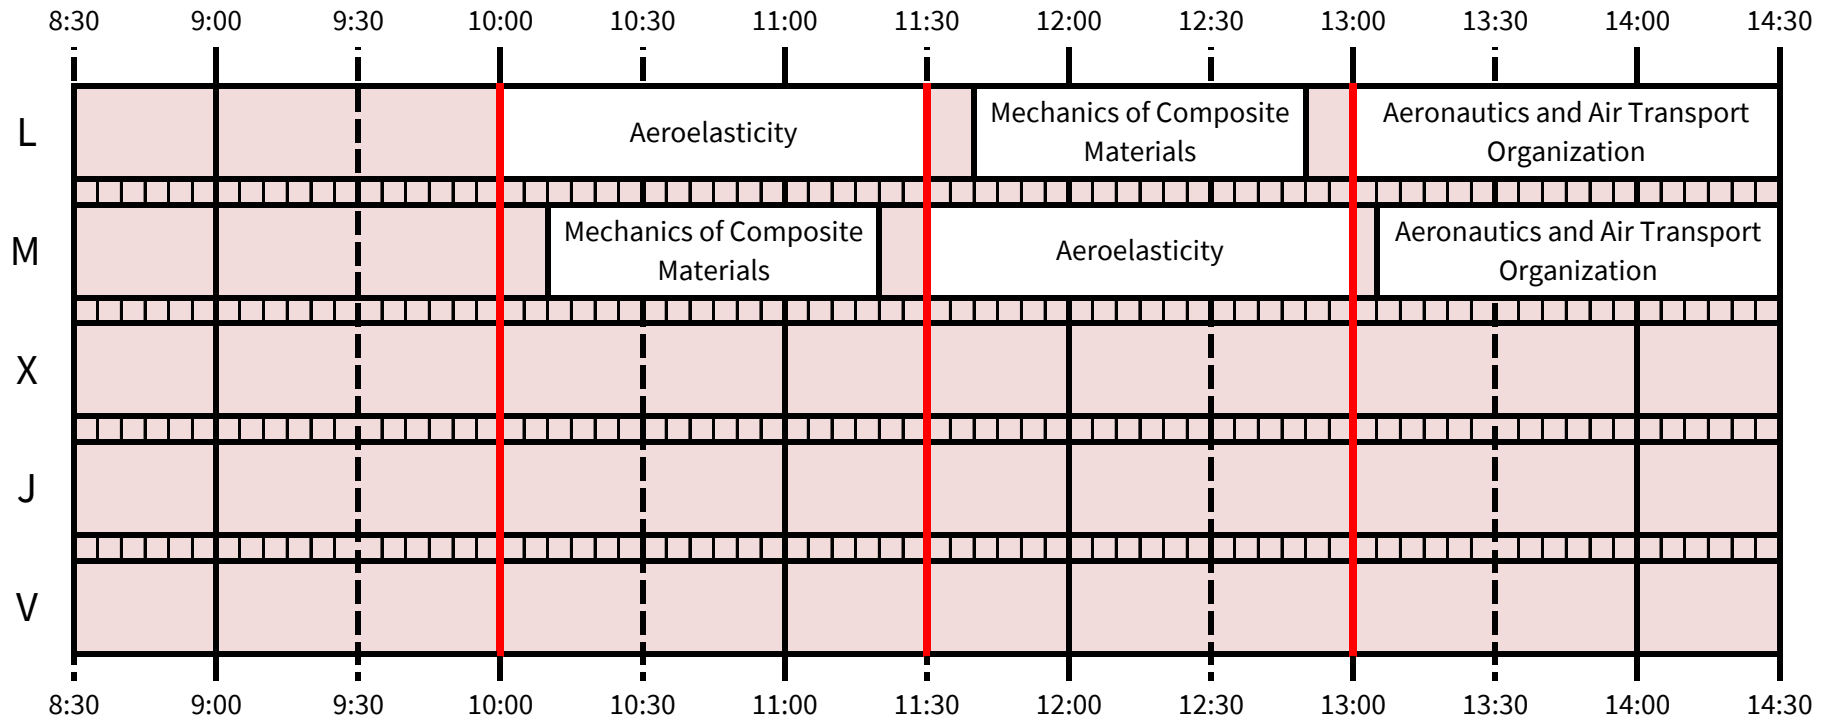 8:30 9:00 9:30 10:00 10:30 11:00 11:30 12:00 12:30 13:00 13:30 14:00 14:30
L
Aeroelasticity
Mechanics of Composite
Materials
Aeronautics and Air Transport
Organization
M
Mechanics of Composite
Materials
Aeroelasticity
Aeronautics and Air Transport
Organization
X
J
V
8:30 9:00 9:30 10:00 10:30 11:00 11:30 12:00 12:30 13:00 13:30 14:00 14:30